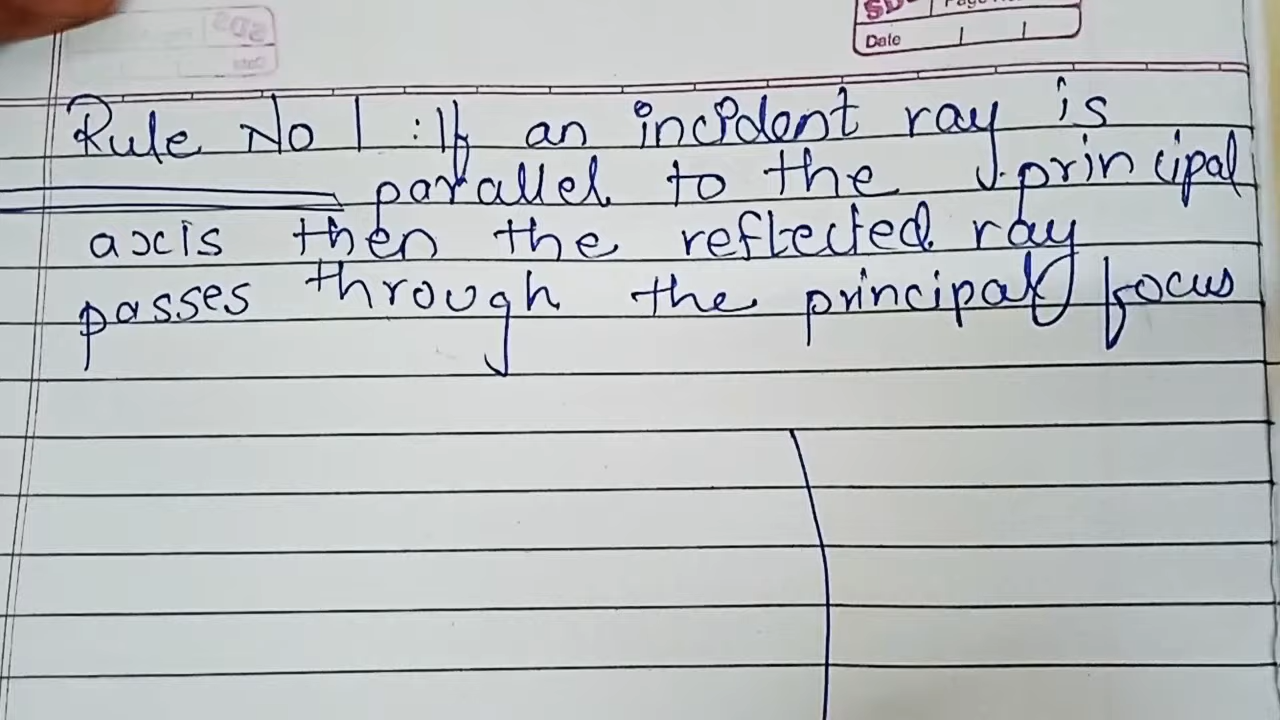 Date
Rule No 1 : If an incident ray is
parallel to the principal
axis then the reflected ray
passes through the principal focus